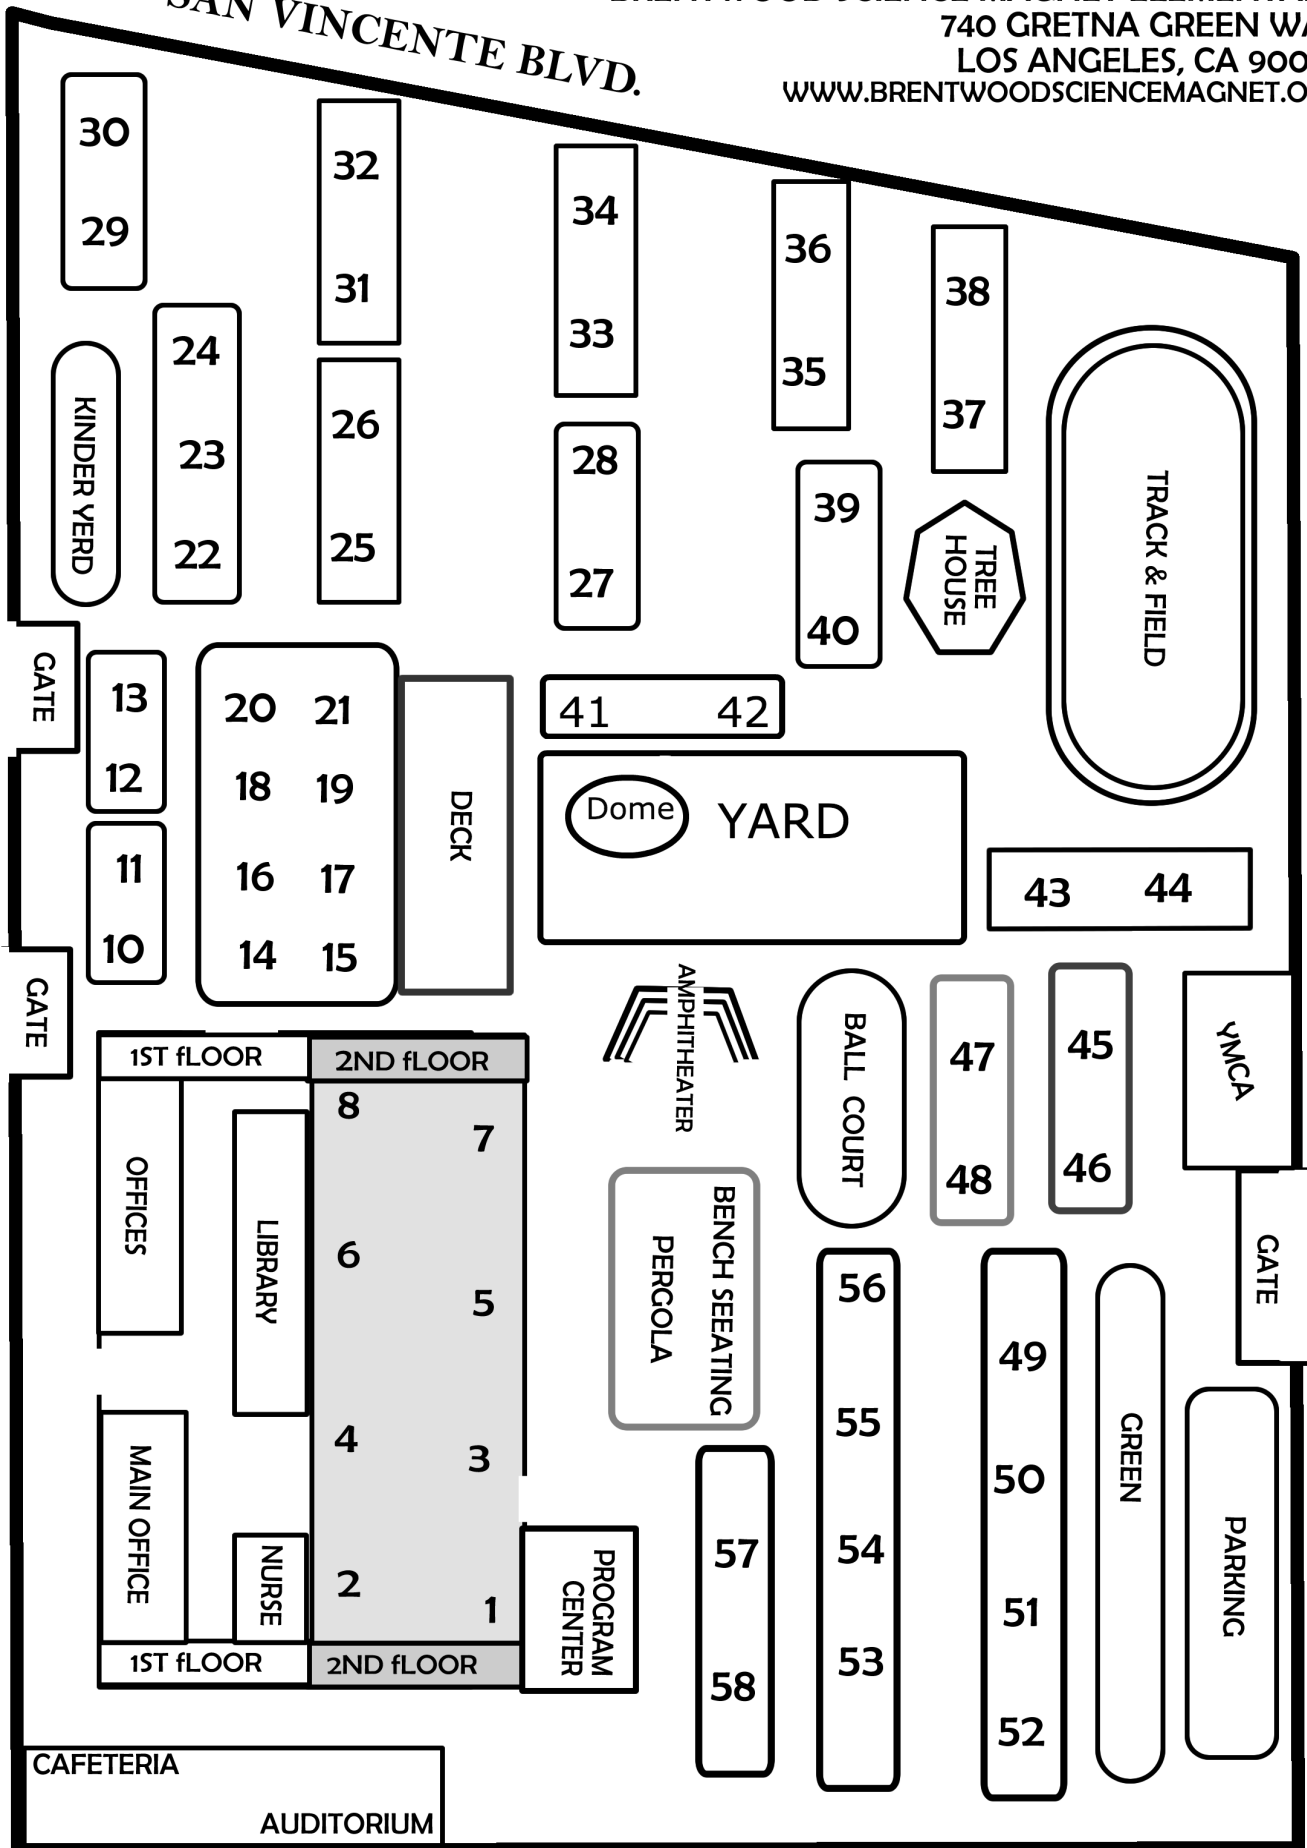 SAN VINCENTE BLVD.
740 GRETNA GREEN
LOS ANGELES, CA
WWW.BRENTWOODSCIENCEMAGNET.O
30
29
32
31
34
33
36
35
38
37
24
23
22
KINDER YERD
26
25
28
27
39
40
TREE
HOUSE
TRACK & FIELD
GATE
13
12
11
10
20 21
18 19
16 17
14 15
DECK
41 42
Dome
YARD
43 44
GATE
AMPHITHEATER
BALL COURT
47
48
45
46
YMCA
GATE
1ST fLOOR
2ND fLOOR
OFFICES
LIBRARY
MAIN OFFICE
NURSE
8
7
6
5
4
3
2
1
1ST fLOOR
2ND fLOOR
PROGRAM
CENTER
BENCH SEEATING
PERGOLA
57
58
56
55
54
53
49
50
51
52
GREEN
PARKING
CAFETERIA
AUDITORIUM